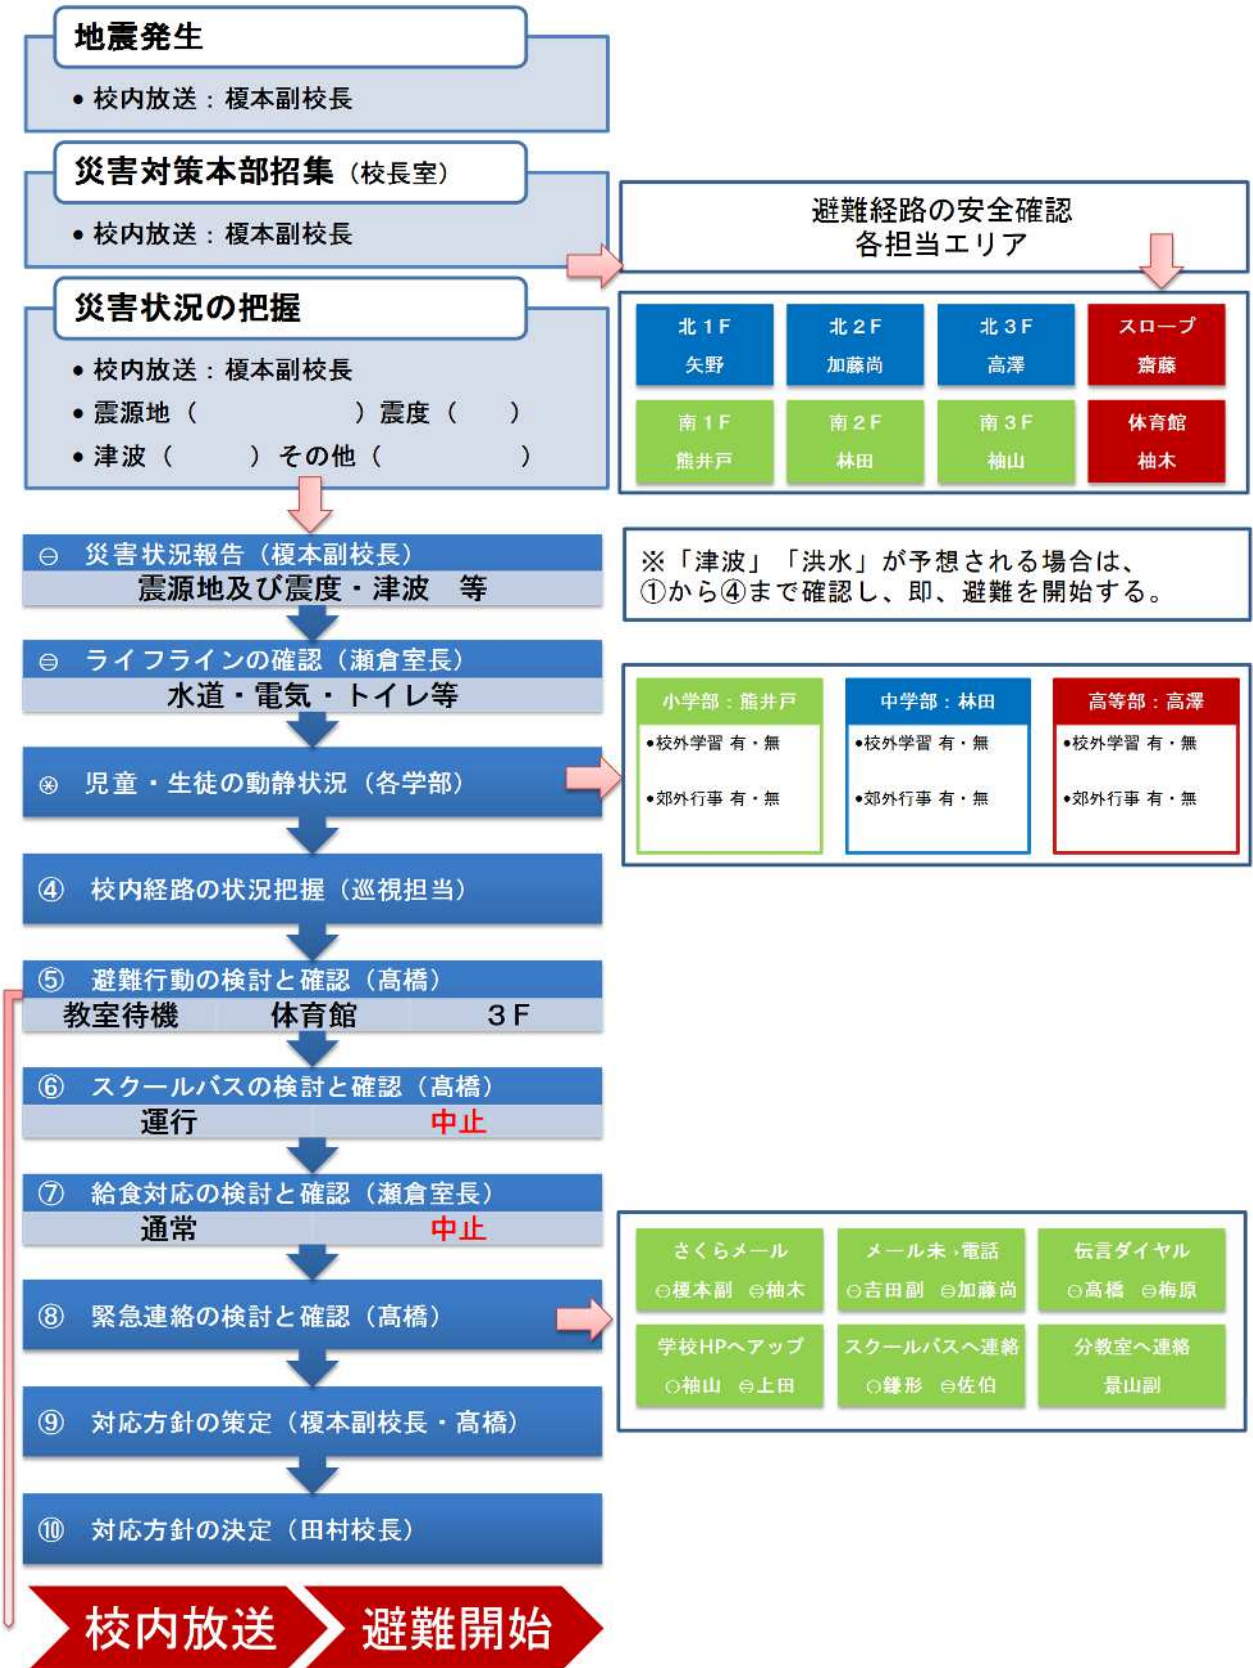 地震発生
• 校内放送：榎本副校長
災害対策本部招集（校長室）
• 校内放送：榎本副校長
災害状況の把握
• 校内放送：榎本副校長
• 震源地（　　　　　）震度（　　）
• 津波（　　　）その他（　　　　　）
避難経路の安全確認
各担当エリア
北１F
矢野
北２F
加藤尚
北３F
高澤
スロープ
齋藤
南１F
熊井戸
南２F
林田
南３F
袖山
体育館
柚木
㊀ 災害状況報告（榎本副校長）
震源地及び震度・津波　等
※「津波」「洪水」が予想される場合は、
①から④まで確認し、即、避難を開始する。
㊁ ライフラインの確認（瀬倉室長）
水道・電気・トイレ等
⊛ 児童・生徒の動静状況（各学部）
小学部：熊井戸
•校外学習 有・無
•郊外行事 有・無
中学部：林田
•校外学習 有・無
•郊外行事 有・無
高等部：高澤
•校外学習 有・無
•郊外行事 有・無
④ 校内経路の状況把握（巡視担当）
⑤ 避難行動の検討と確認（髙橋）
教室待機　体育館　３F
⑥ スクールバスの検討と確認（髙橋）
運行　中止
⑦ 給食対応の検討と確認（瀬倉室長）
通常　中止
⑧ 緊急連絡の検討と確認（髙橋）
さくらメール
㊀榎本副 ㊁柚木
メール未→電話
㊀吉田副 ㊁加藤尚
伝言ダイヤル
㊀髙橋 ㊁梅原
学校HPへアップ
㊀袖山 ㊁上田
スクールバスへ連絡
㊀鎌形 ㊁佐伯
分教室へ連絡
景山副
⑨ 対応方針の策定（榎本副校長・髙橋）
⑩ 対応方針の決定（田村校長）
校内放送
避難開始